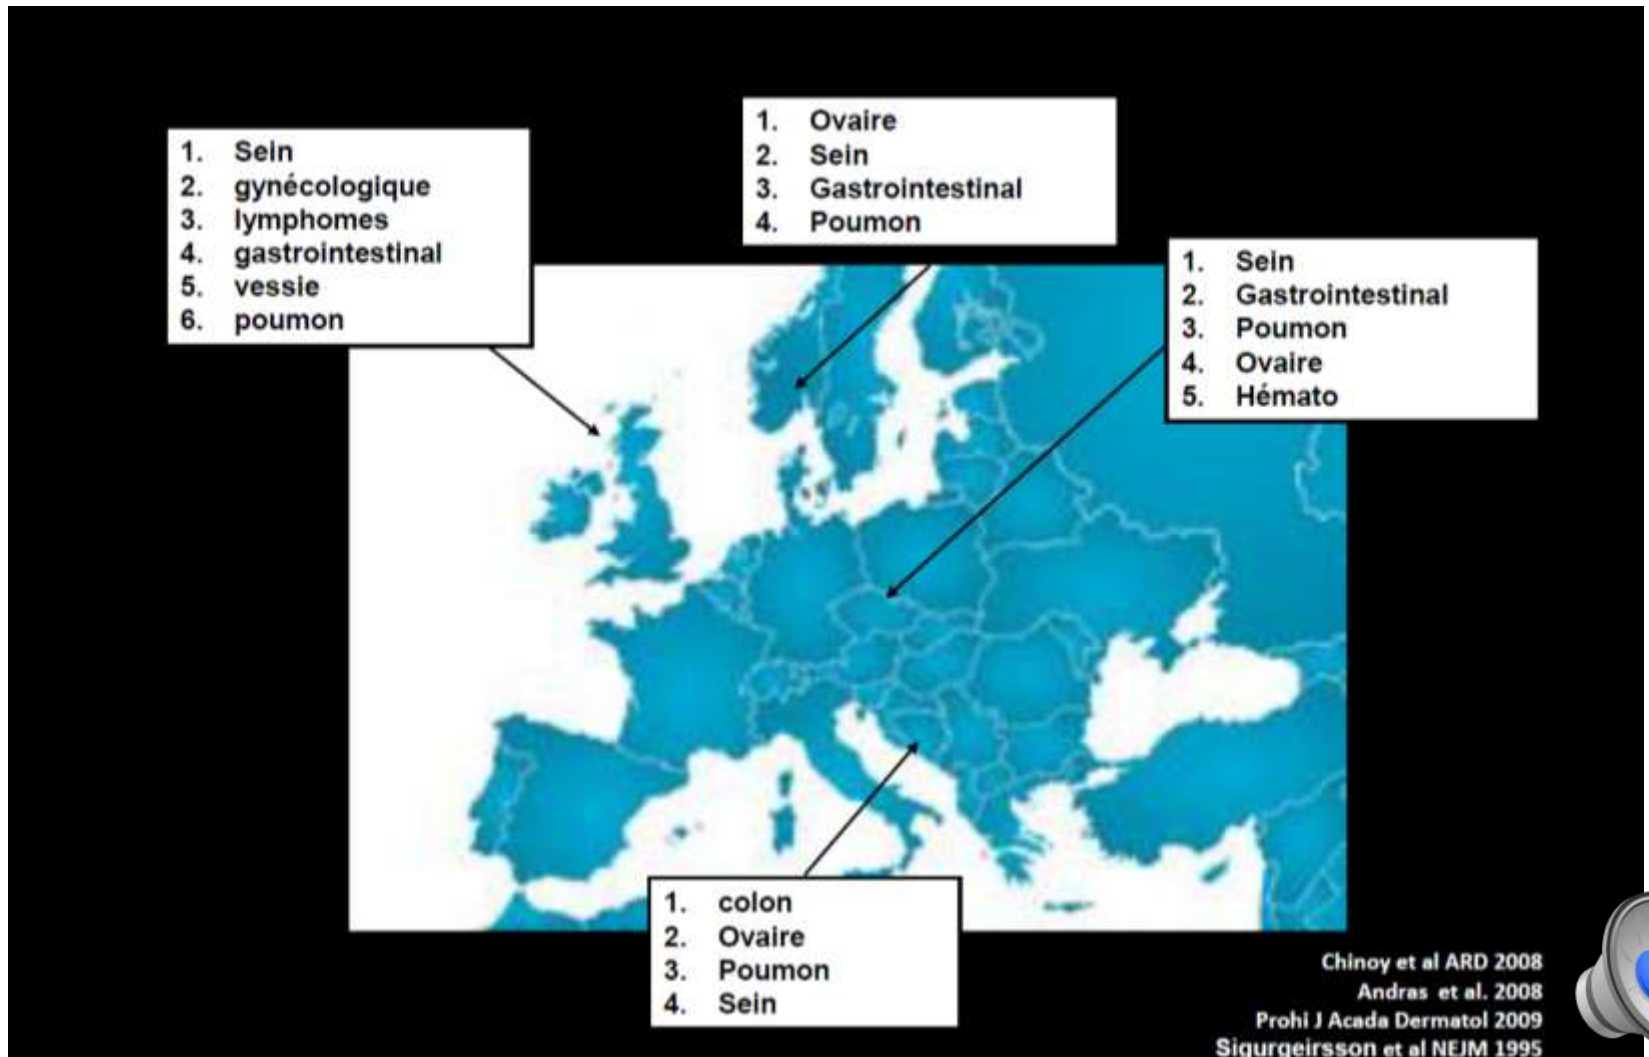 1. Sein
2. gynécologique
3. lymphomes
4. gastrointestinal
5. vessie
6. poumon
1. Ovaire
2. Sein
3. Gastrointestinal
4. Poumon
1. Sein
2. Gastrointestinal
3. Poumon
4. Ovaire
5. Hémato
1. colon
2. Ovaire
3. Poumon
4. Sein
Chinoy et al ARD 2008
Andras et al. 2008
Prohi J Acada Dermatol 2009
Sigurgeirsson et al NEJM 1995